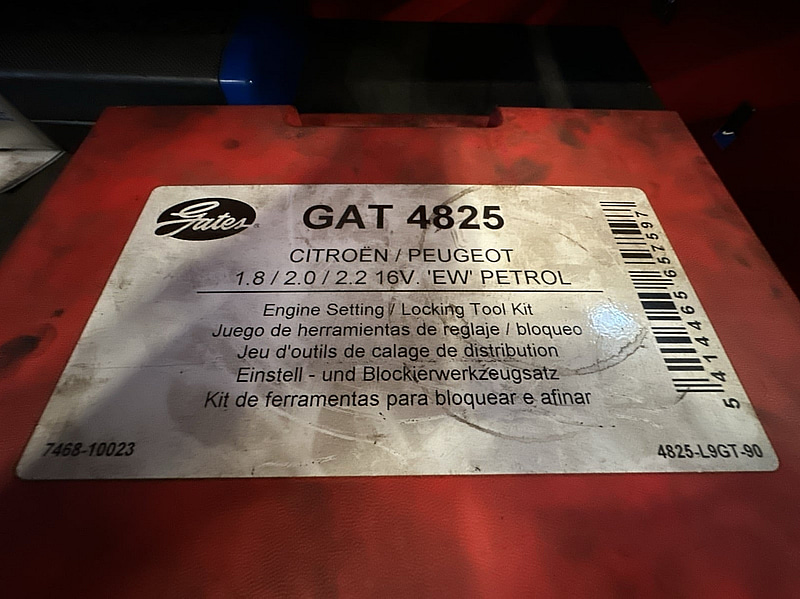 Gates
GAT 4825
CITROËN / PEUGEOT
1.8 / 2.0 / 2.2 16V. 'EW' PETROL
Engine Setting / Locking Tool Kit
Juego de herramientas de reglaje / bloqueo
Jeu d'outils de calage de distribution
Einstell - und Blockierwerkzeugsatz
Kit de ferramentas para bloquear e afinar
7468-10023
4825-L9GT-90
5 414465 657597